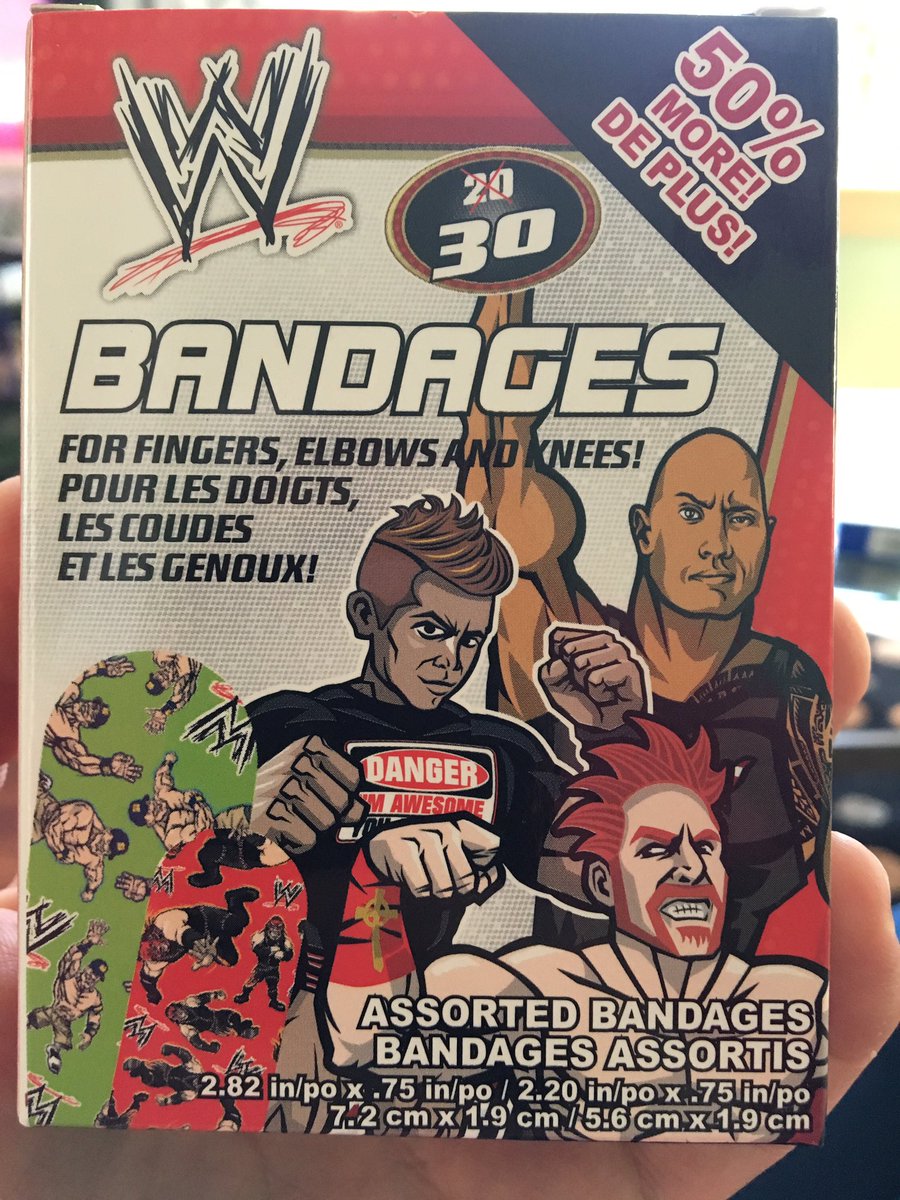 W
®
50%
MORE!
DE PLUS!
20
30
BANDAGES
FOR FINGERS, ELBOWS AND KNEES!
POUR LES DOIGTS,
LES COUDES
ET LES GENOUX!
DANGER
I'M AWESOME
YOU
ASSORTED BANDAGES
BANDAGES ASSORTIS
2.82 in/po x .75 in/po / 2.20 in/po x .75 in/po
7.2 cm x 1.9 cm / 5.6 cm x 1.9 cm